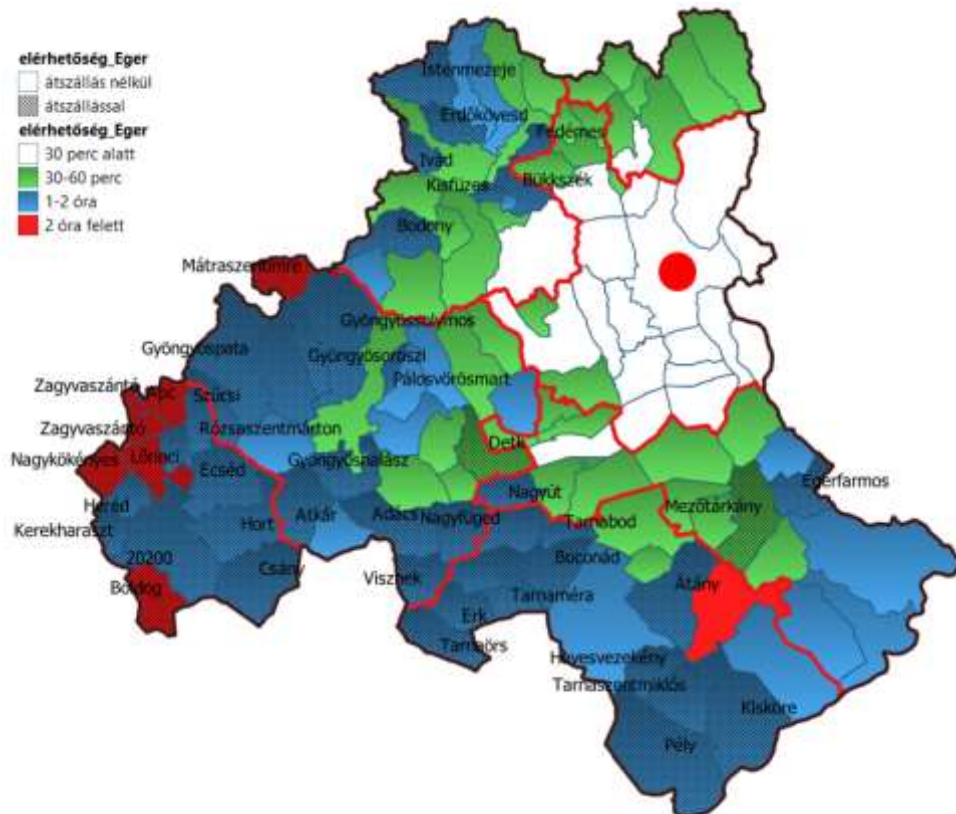 elérhetőség_Eger
átszállás nélkül
átszállással
elérhetőség_Eger
30 perc alatt
30-60 perc
1-2 óra
2 óra felett
Istenmezeje
Erdőkövesd
Fedémes
Ivád
Kisfüzes
Bükkszék
Bodony
Mátraszentimre
Gyöngyössolymos
Gyöngyöspata
Gyöngyösoroszi
Pálosvörösmart
Zagyvaszántó
Apc
Szűcsi
Zagyvaszántó
Rózsaszentmárton
Detk
Nagykökényes
Lőrinci
Ecséd
Gyöngyöshalász
Nagyút
Egerfarmos
Heréd
Atkár
Adács
Nagyfüged
Mezőtárkány
Kerekharaszt
Hort
Tarnabod
20200
Csány
Boconád
Boldog
Visznek
Átány
Tarnaméra
Erk
Tarnaörs
Hevesvezekény
Tarnaszentmiklós
Kisköre
Pély